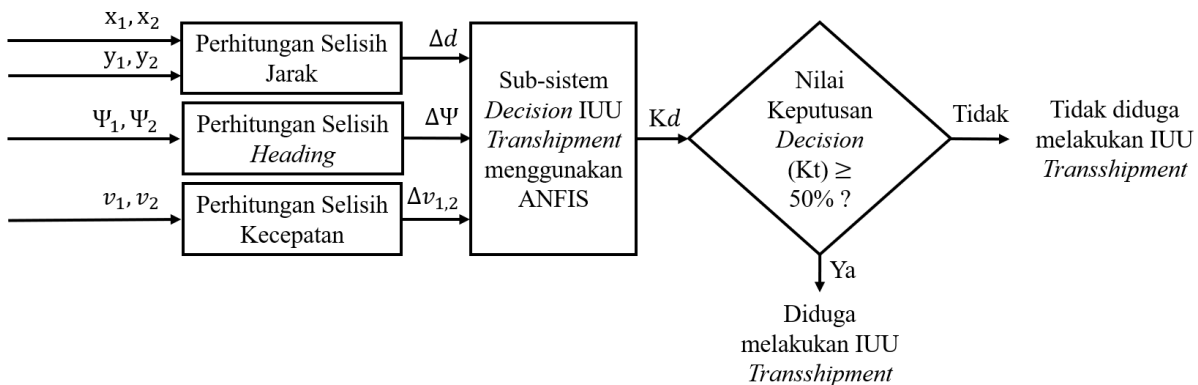 x₁, x₂
y₁, y₂
Perhitungan Selisih
Jarak
Δd
Ψ₁, Ψ₂
Perhitungan Selisih
Heading
ΔΨ
v₁, v₂
Perhitungan Selisih
Kecepatan
Δv₁,₂
Sub-sistem
Decision IUU
Transhipment
menggunakan
ANFIS
Kd
Nilai
Keputusan
Decision
(Kt) ≥
50% ?
Tidak
Tidak diduga
melakukan IUU
Transshipment
Ya
Diduga
melakukan IUU
Transshipment